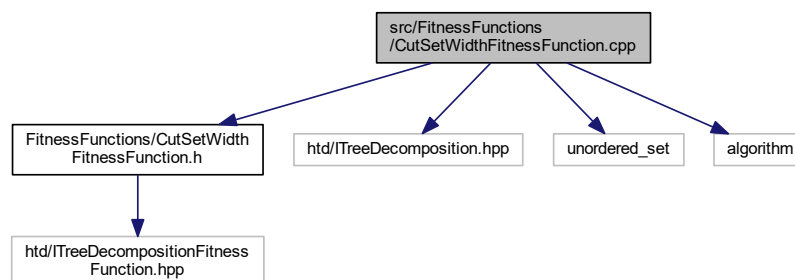 src/FitnessFunctions
/CutSetWidthFitnessFunction.cpp
FitnessFunctions/CutSetWidth
FitnessFunction.h
htd/ITreeDecomposition.hpp
unordered_set
algorithm
htd/ITreeDecompositionFitness
Function.hpp